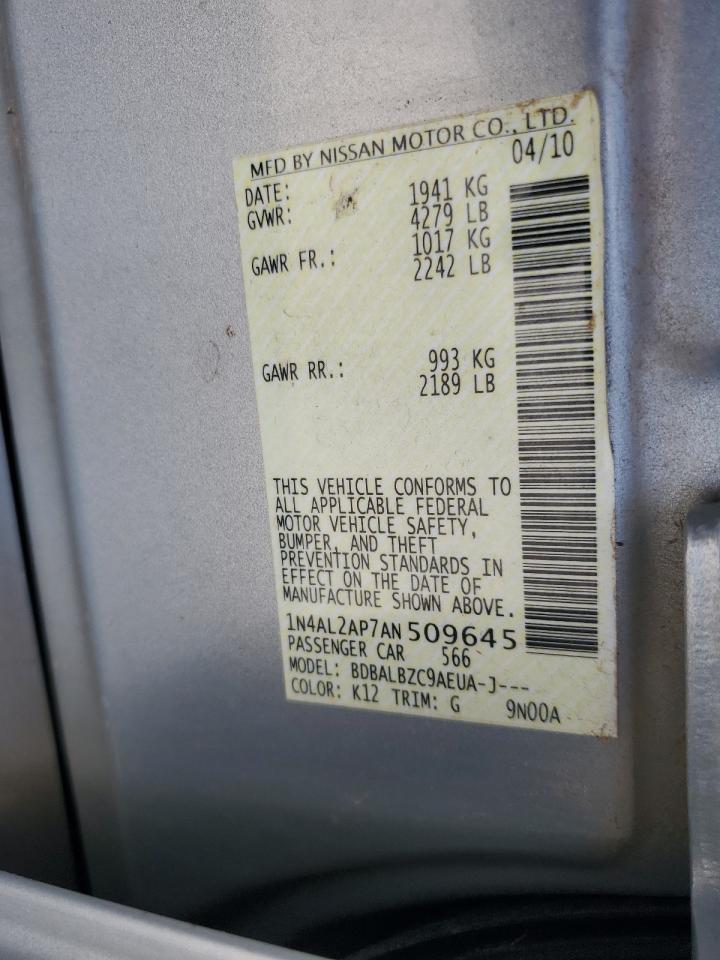 MFD BY NISSAN MOTOR CO., LTD.
DATE: 04/10
GVWR: 1941 KG
4279 LB
GAWR FR.: 1017 KG
2242 LB
GAWR RR.: 993 KG
2189 LB
THIS VEHICLE CONFORMS TO
ALL APPLICABLE FEDERAL
MOTOR VEHICLE SAFETY,
BUMPER, AND THEFT
PREVENTION STANDARDS IN
EFFECT ON THE DATE OF
MANUFACTURE SHOWN ABOVE.
1N4AL2AP7AN509645
PASSENGER CAR 566
MODEL: BDBALBZC9AEUA-J---
COLOR: K12 TRIM: G 9N00A